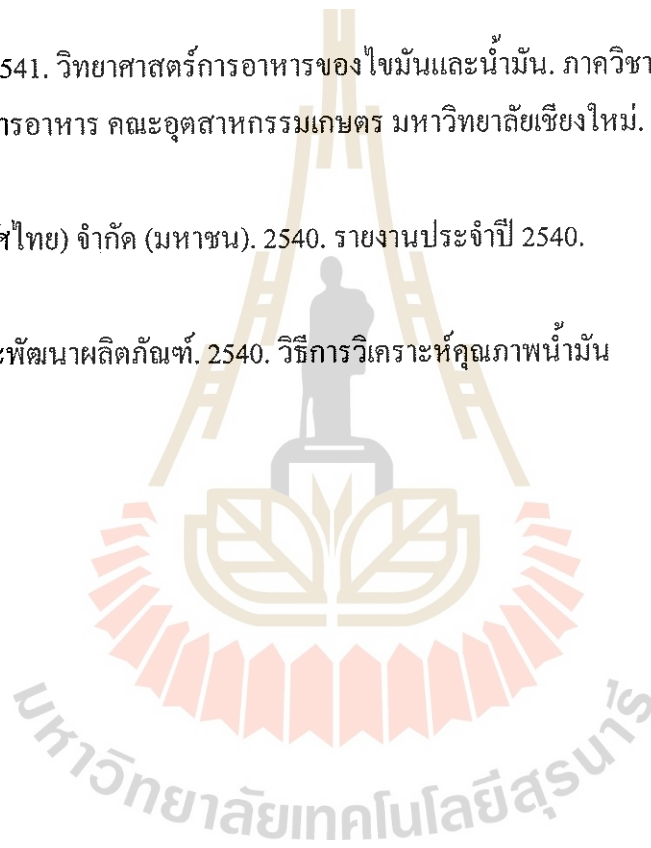 541. วิทยาศาสตร์การอาหารของไขมันและน้ำมัน. ภาควิชา
ารอาหาร คณะอุตสาหกรรมเกษตร มหาวิทยาลัยเชียงใหม่.
ศไทย) จำกัด (มหาชน). 2540. รายงานประจำปี 2540.
ะพัฒนาผลิตภัณฑ์. 2540. วิธีการวิเคราะห์คุณภาพน้ำมัน
มหาวิทยาลัยเทคโนโลยีสุรนารี